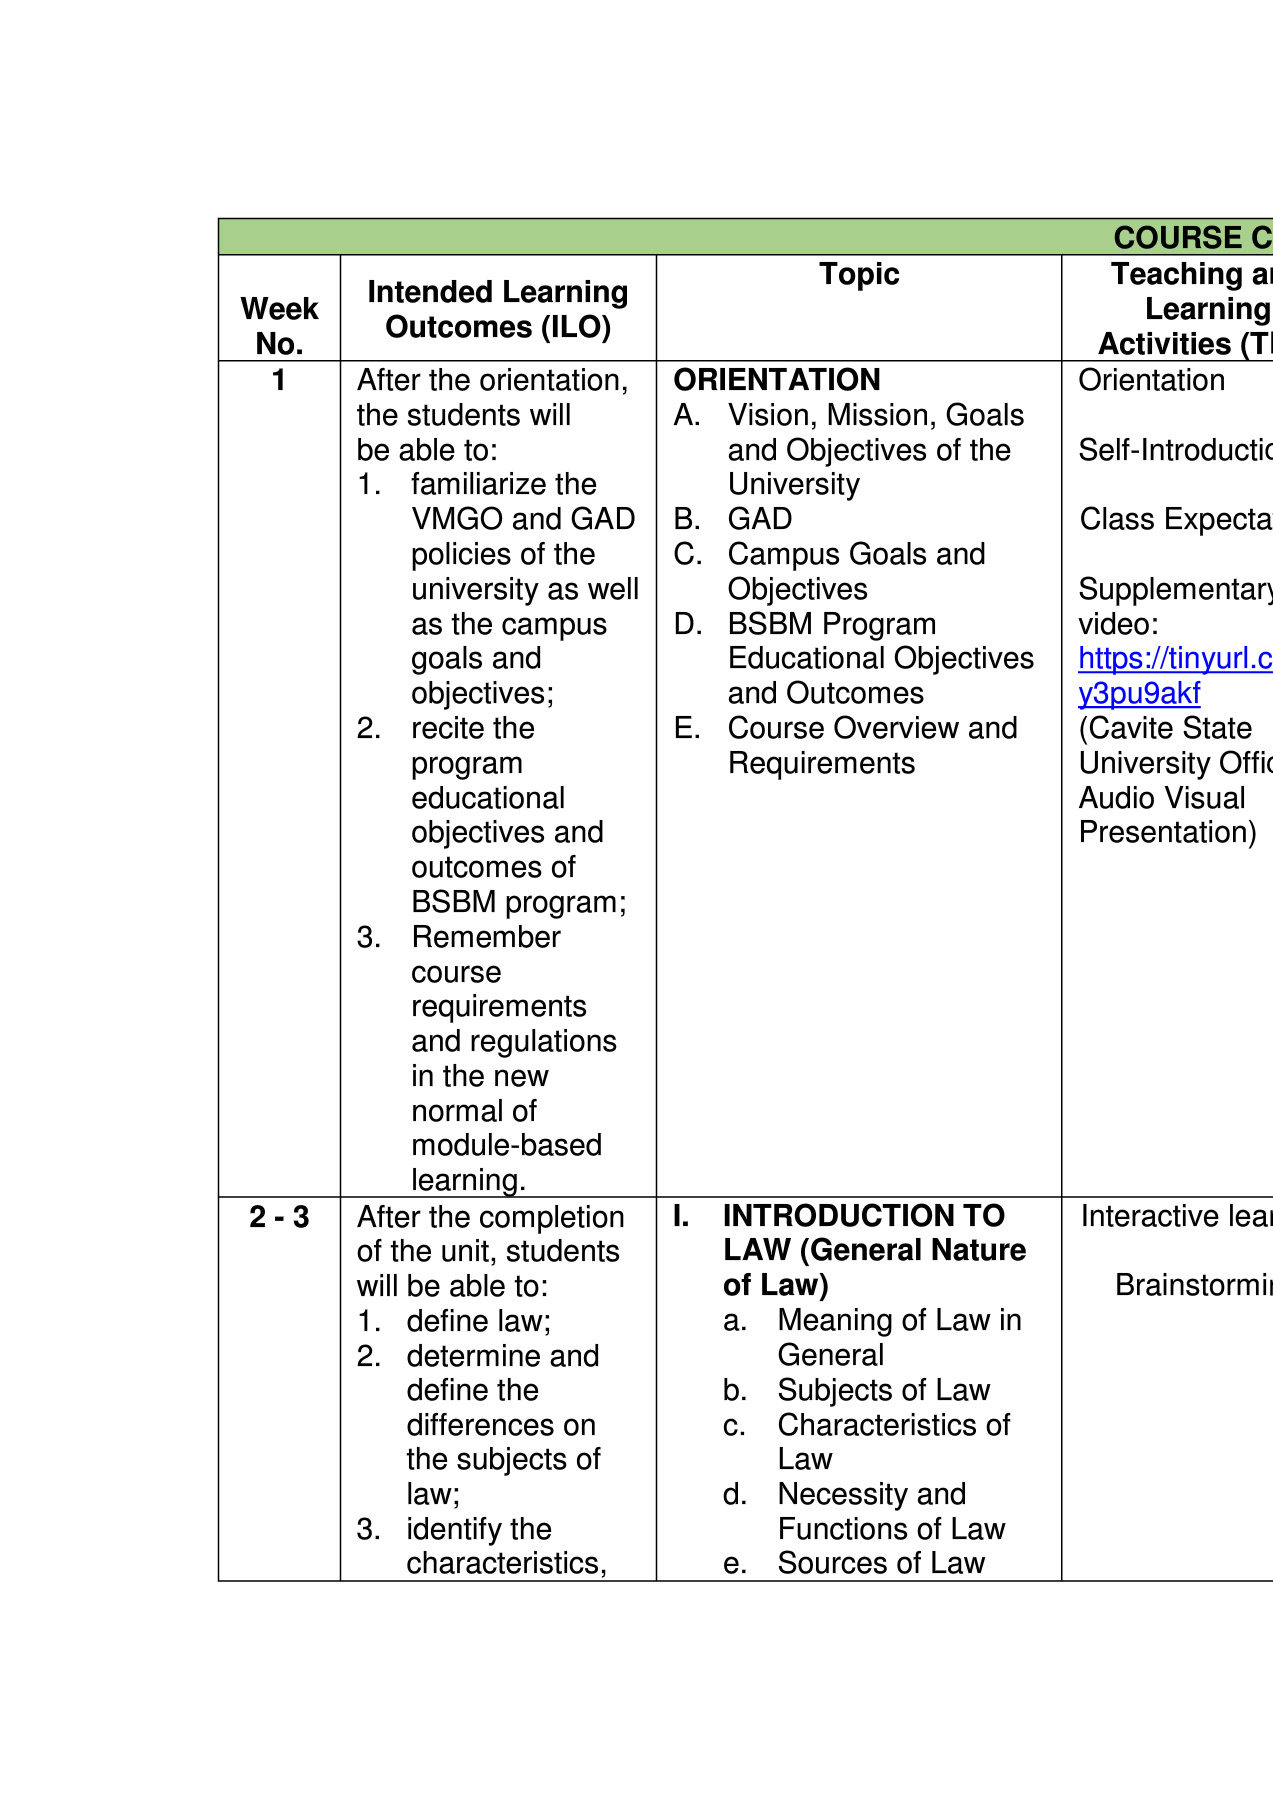 COURSE C
Week
No.
Intended Learning
Outcomes (ILO)
Topic
Teaching a
Learning
Activities (T
1
After the orientation,
the students will
be able to:
1. familiarize the
VMGO and GAD
policies of the
university as well
as the campus
goals and
objectives;
2. recite the
program
educational
objectives and
outcomes of
BSBM program;
3. Remember
course
requirements
and regulations
in the new
normal of
module-based
learning.
ORIENTATION
A. Vision, Mission, Goals
and Objectives of the
University
B. GAD
C. Campus Goals and
Objectives
D. BSBM Program
Educational Objectives
and Outcomes
E. Course Overview and
Requirements
Orientation
Self-Introductio
Class Expecta
Supplementary
video:
https://tinyurl.c
y3pu9akf
(Cavite State
University Offic
Audio Visual
Presentation)
2 - 3
After the completion
of the unit, students
will be able to:
1. define law;
2. determine and
define the
differences on
the subjects of
law;
3. identify the
characteristics,
I. INTRODUCTION TO
LAW (General Nature
of Law)
a. Meaning of Law in
General
b. Subjects of Law
c. Characteristics of
Law
d. Necessity and
Functions of Law
e. Sources of Law
Interactive lear
Brainstormi